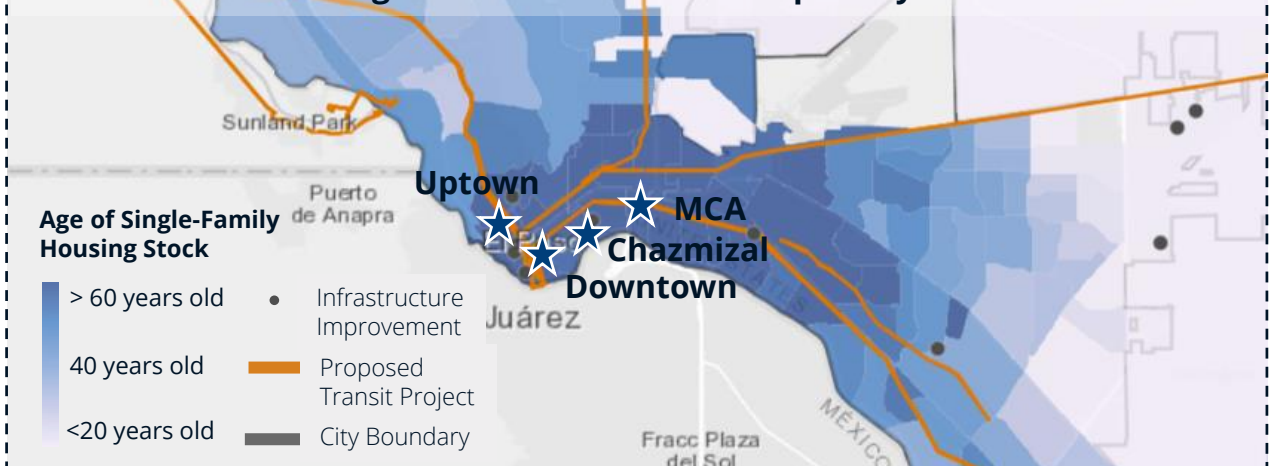 Sunland Park
Uptown
Puerto
de Anapra
MCA
Chazmizal
Downtown
Juárez
Age of Single-Family
Housing Stock
> 60 years old
40 years old
<20 years old
Infrastructure
Improvement
Proposed
Transit Project
City Boundary
MÉXICO
Fracc Plaza
del Sol